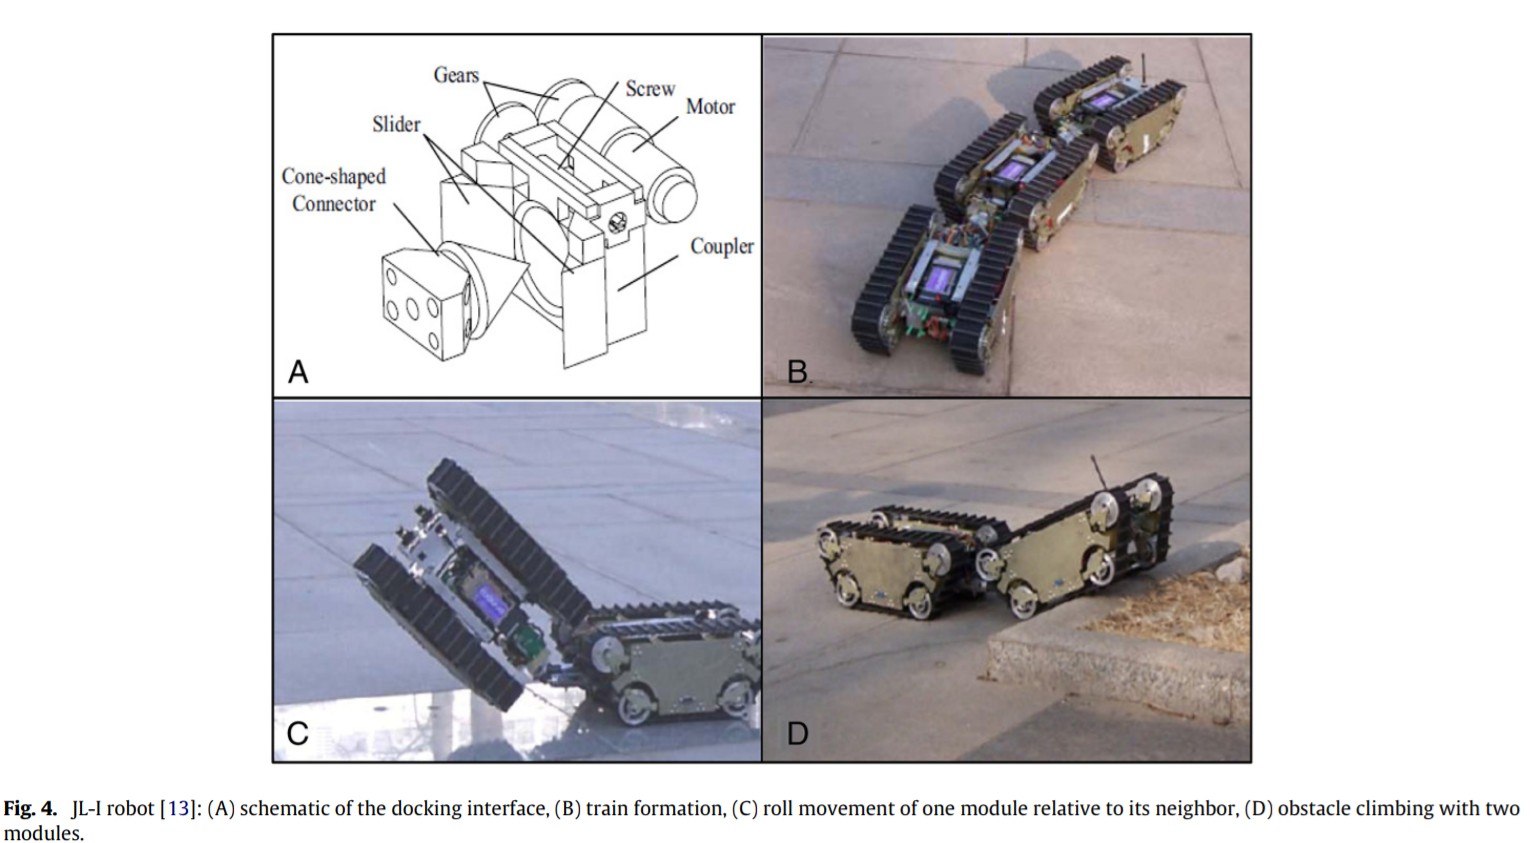 Gears
Screw
Motor
Slider
Cone-shaped
Connector
Coupler
A
B
C
D
Fig. 4. JL-I robot [13]: (A) schematic of the docking interface, (B) train formation, (C) roll movement of one module relative to its neighbor, (D) obstacle climbing with two
modules.